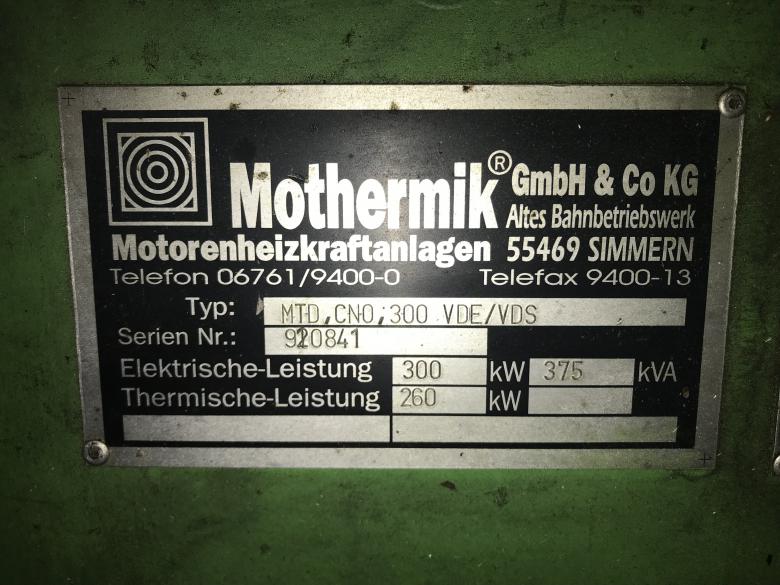 Mothermik® GmbH & Co KG
Altes Bahnbetriebswerk
Motorenheizkraftanlagen 55469 SIMMERN
Telefon 06761/9400-0 Telefax 9400-13
Typ: MTD,CNO,300 VDE/VDS
Serien Nr.: 920841
Elektrische-Leistung 300 kW 375 kVA
Thermische-Leistung 260 kW